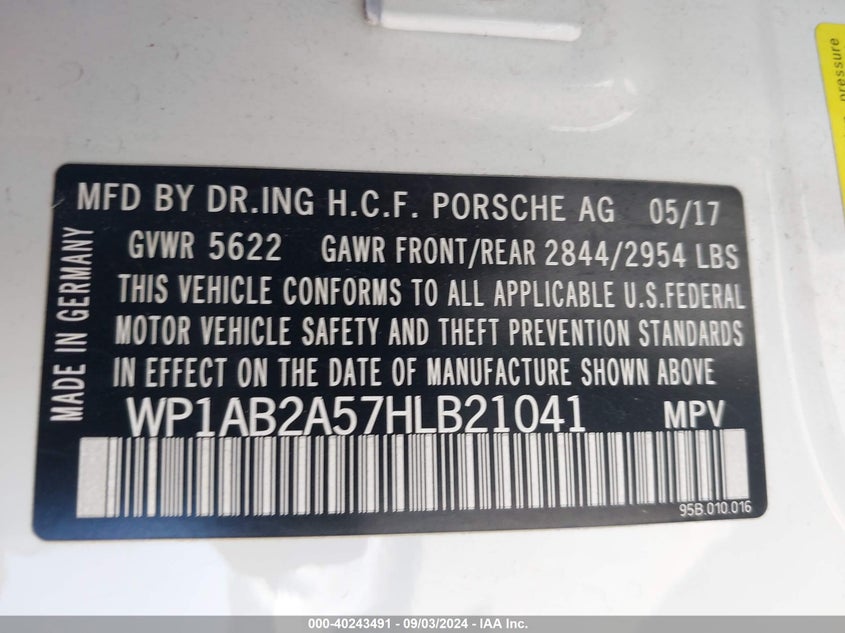 MFD BY DR.ING H.C.F. PORSCHE AG 05/17
GVWR 5622 GAWR FRONT/REAR 2844/2954 LBS
THIS VEHICLE CONFORMS TO ALL APPLICABLE U.S.FEDERAL
MOTOR VEHICLE SAFETY AND THEFT PREVENTION STANDARDS
IN EFFECT ON THE DATE OF MANUFACTURE SHOWN ABOVE
WP1AB2A57HLB21041 MPV
95B.010.016
MADE IN GERMANY
pressure
000-40243491 - 09/03/2024 - IAA Inc.